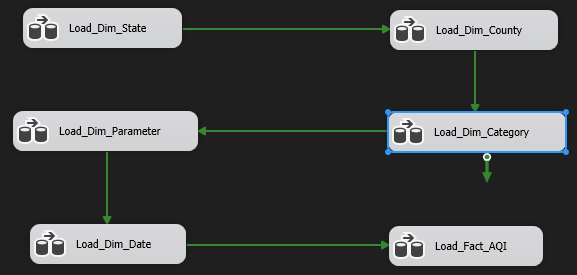 Load_Dim_State
Load_Dim_County
Load_Dim_Parameter
Load_Dim_Category
Load_Dim_Date
Load_Fact_AQI